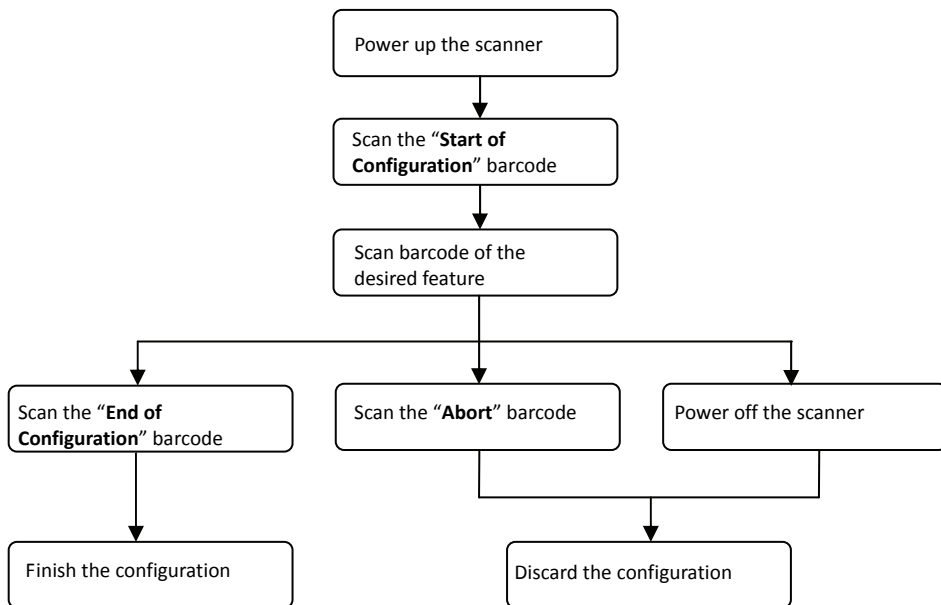 Power up the scanner
Scan the “Start of
Configuration” barcode
Scan barcode of the
desired feature
Scan the “End of
Configuration” barcode
Scan the “Abort” barcode
Power off the scanner
Finish the configuration
Discard the configuration